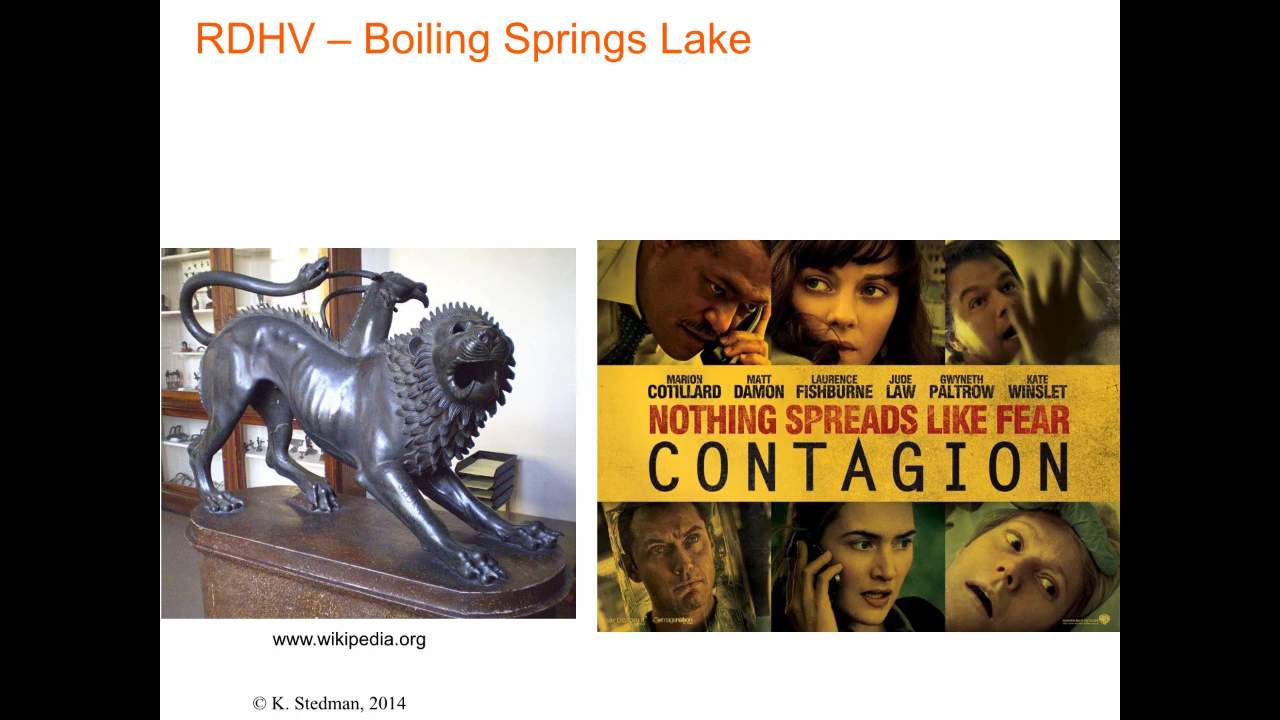 RDHV – Boiling Springs Lake
MARION MATT LAURENCE JUDE GWYNETH KATE
COTILLARD DAMON FISHBURNE LAW PALTROW WINSLET
NOTHING SPREADS LIKE FEAR
CONTAGION
www.wikipedia.org
© K. Stedman, 2014